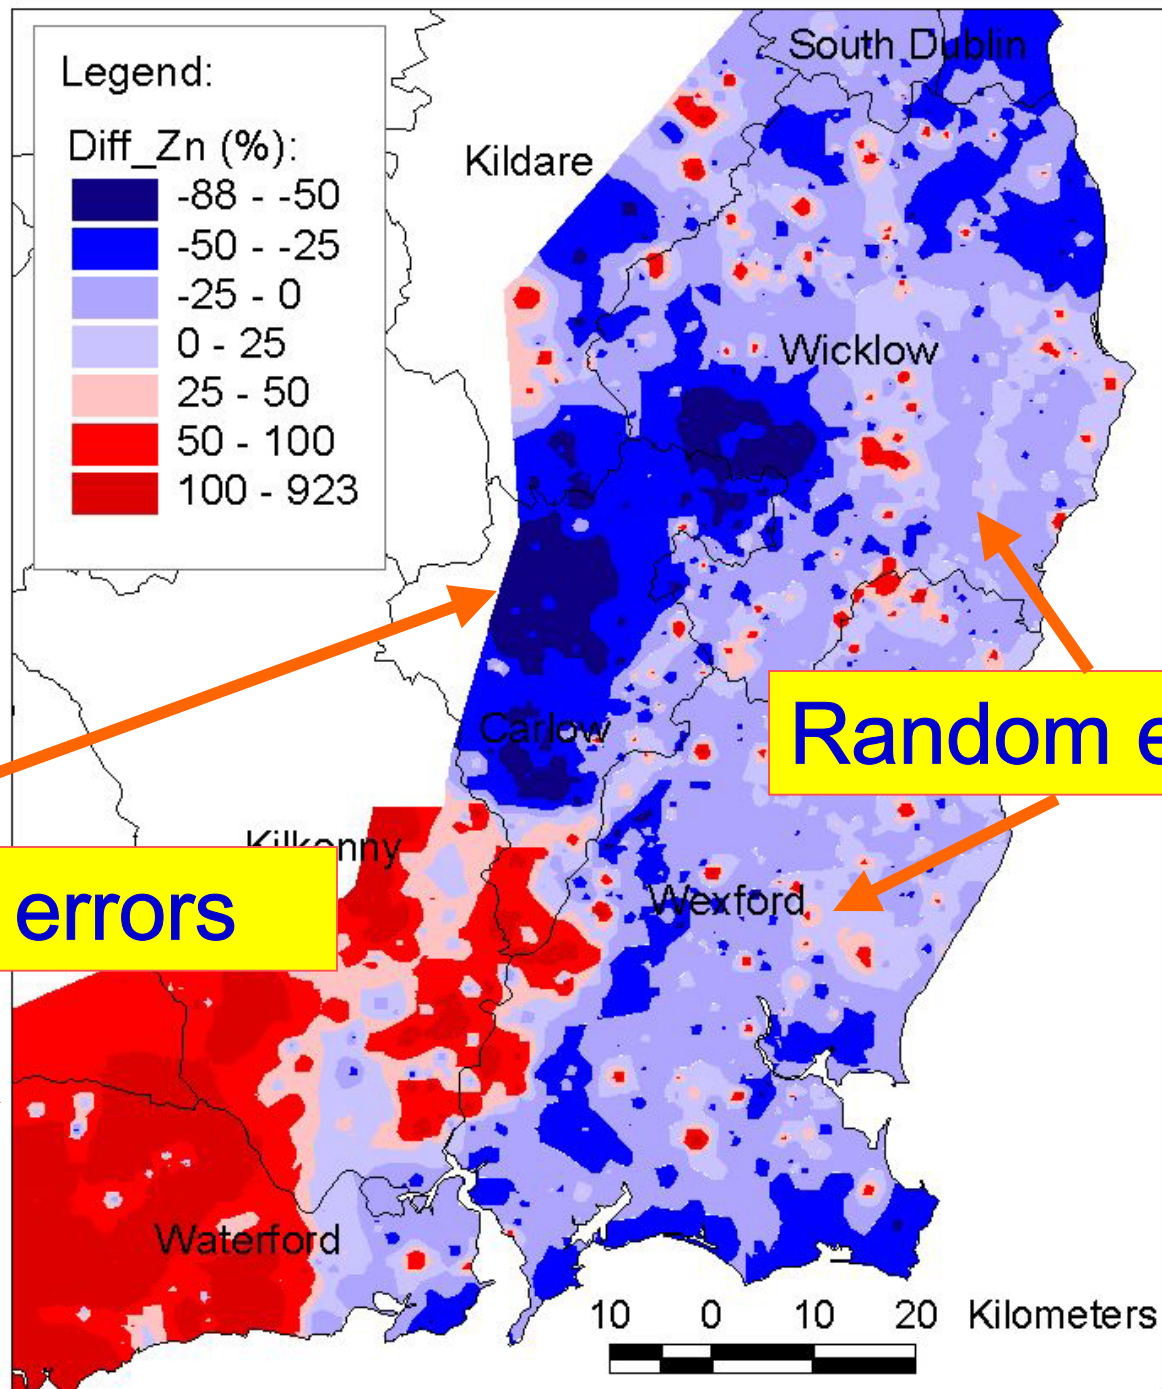 South Dublin
Legend:
Diff_Zn (%):
-88 - -50
-50 - -25
-25 - 0
0 - 25
25 - 50
50 - 100
100 - 923
Kildare
Wicklow
Carlow
Random e
Kilkenny
errors
Wexford
Waterford
10 0 10 20 Kilometers